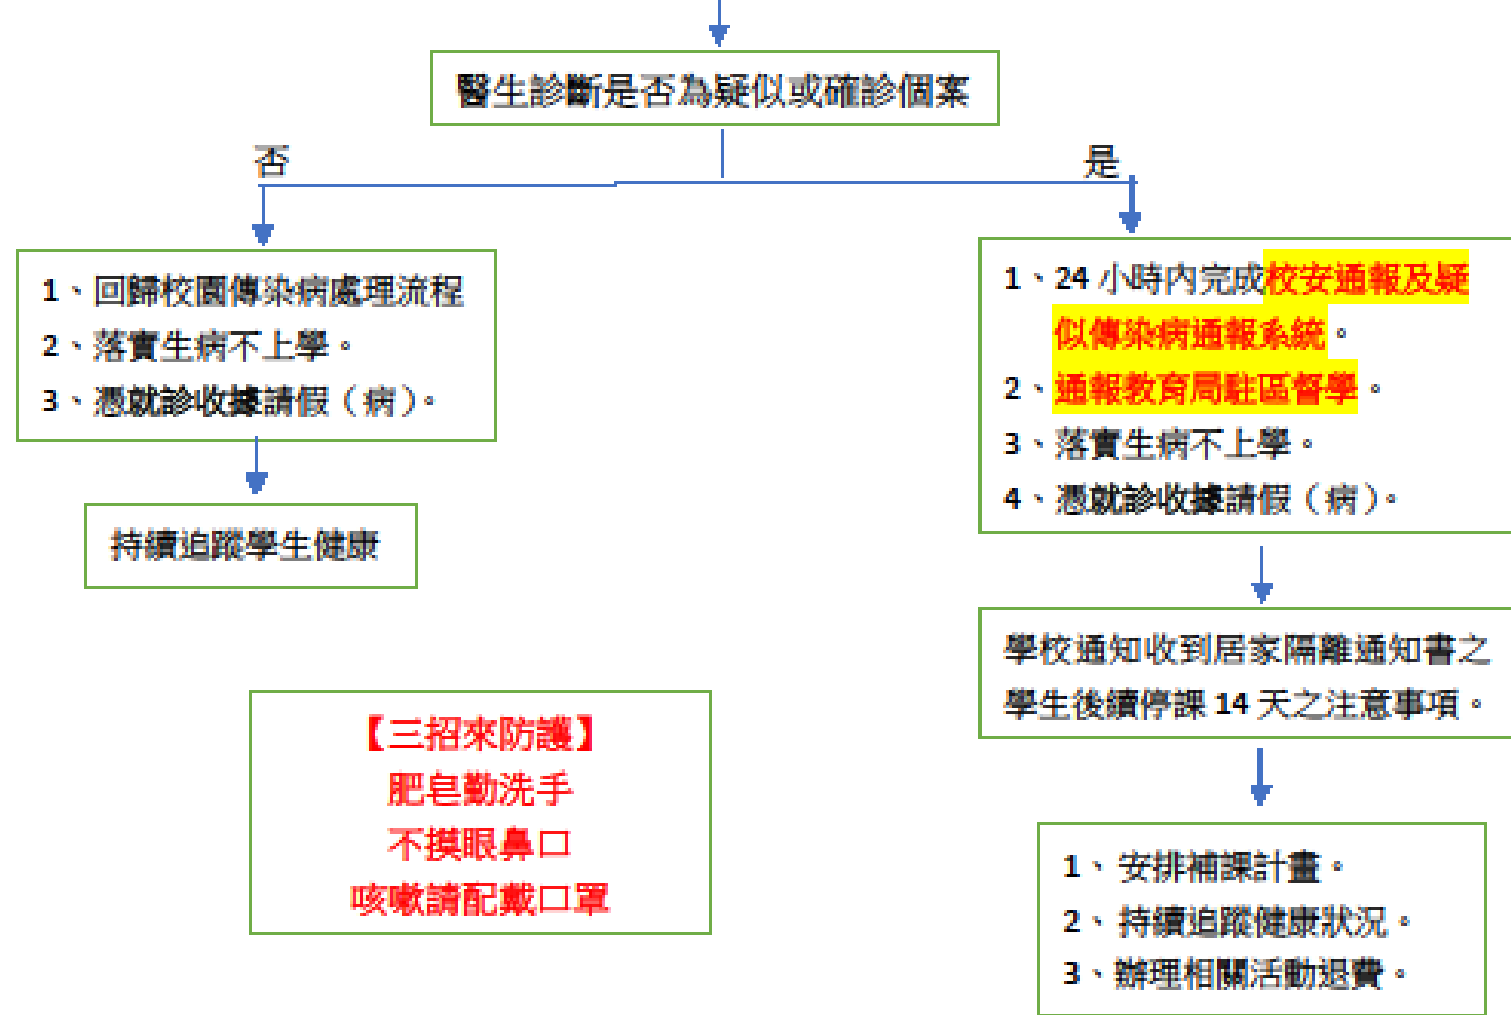 醫生診斷是否為疑似或確診個案
否
是
1、回歸校園傳染病處理流程
2、落實生病不上學。
3、憑就診收據請假（病）。
持續追蹤學生健康
1、24 小時內完成校安通報及疑
似傳染病通報系統。
2、通報教育局駐區督學。
3、落實生病不上學。
4、憑就診收據請假（病）。
學校通知收到居家隔離通知書之
學生後續停課 14 天之注意事項。
【三招來防護】
肥皂勤洗手
不摸眼鼻口
咳嗽請配戴口罩
1、 安排補課計畫。
2、 持續追蹤健康狀況。
3、辦理相關活動退費。